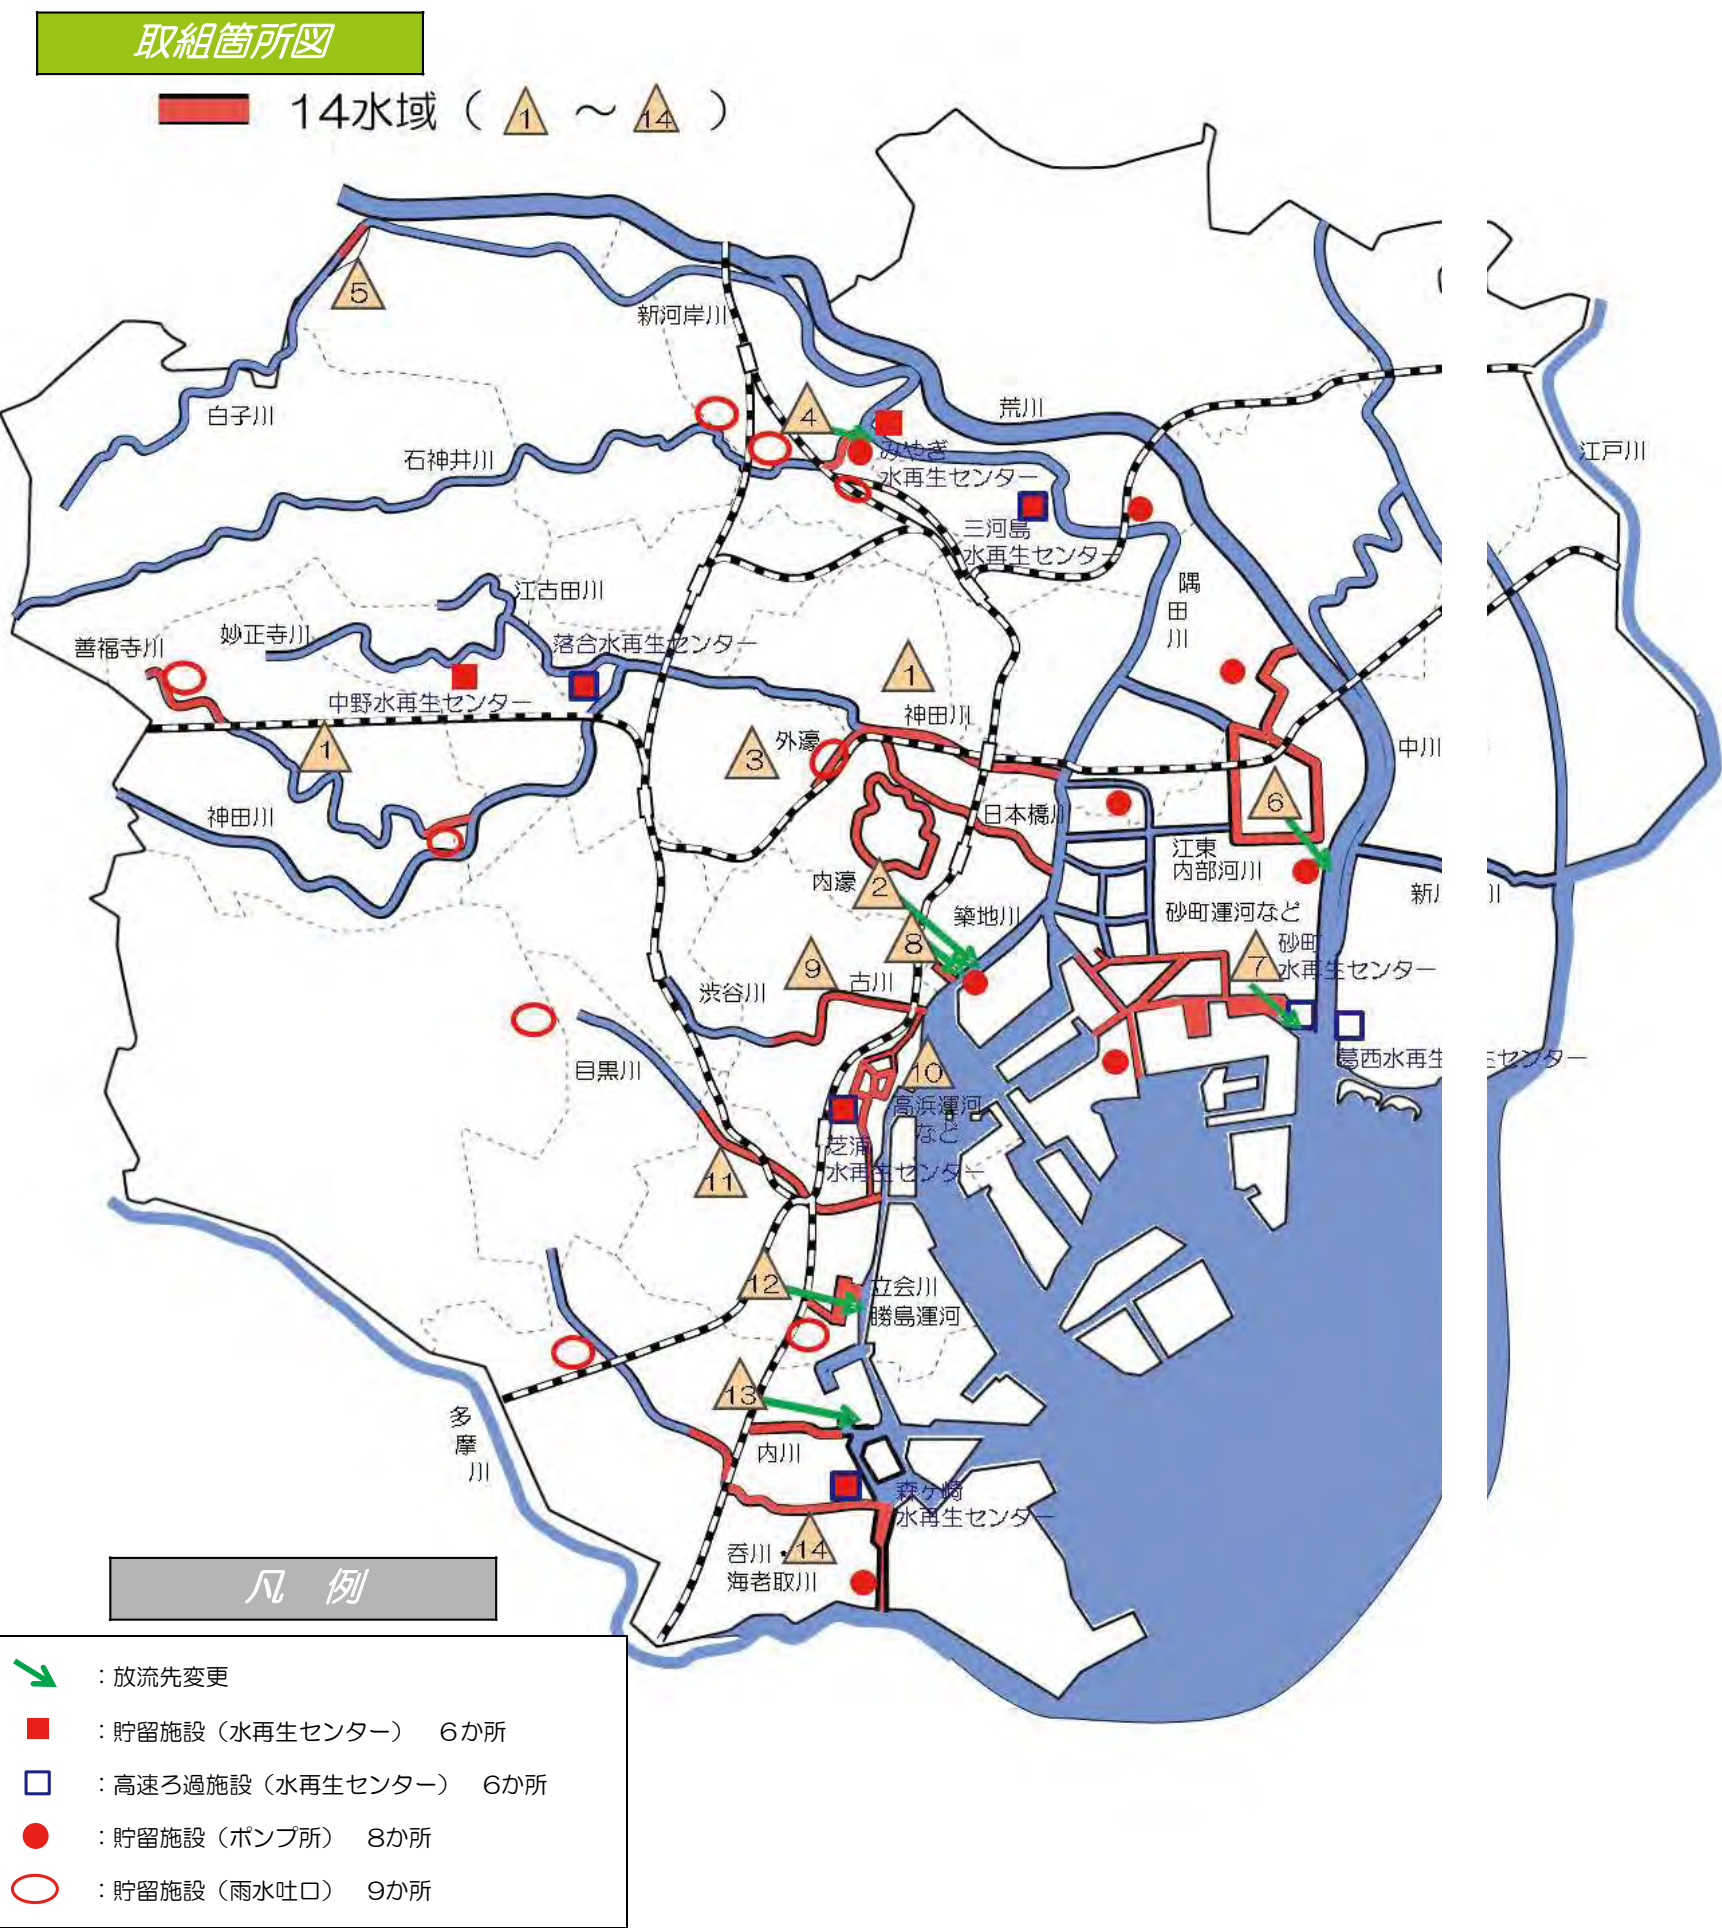 取組箇所図
14水域（ 1 ～ 14 ）
5
新河岸川
白子川
4
荒川
石神井川
みやぎ
水再生センター
江戸川
三河島
水再生センター
江古田川
隅
田
川
善福寺川
妙正寺川
落合水再生センター
1
中野水再生センター
神田川
1
3
外濠
中川
神田川
6
日本橋川
江東
内部河川
内濠
2
新川
砂町運河など
築地川
8
砂町
水再生センター
7
9
古川
渋谷川
目黒川
10
葛西水再生センター
高浜運河
など
芝浦
水再生センター
11
12
立会川
勝島運河
13
多
摩
川
内川
森ヶ崎
水再生センター
14
呑川・
海老取川
凡　例
：放流先変更
：貯留施設（水再生センター）　6か所
：高速ろ過施設（水再生センター）　6か所
：貯留施設（ポンプ所）　8か所
：貯留施設（雨水吐口）　9か所